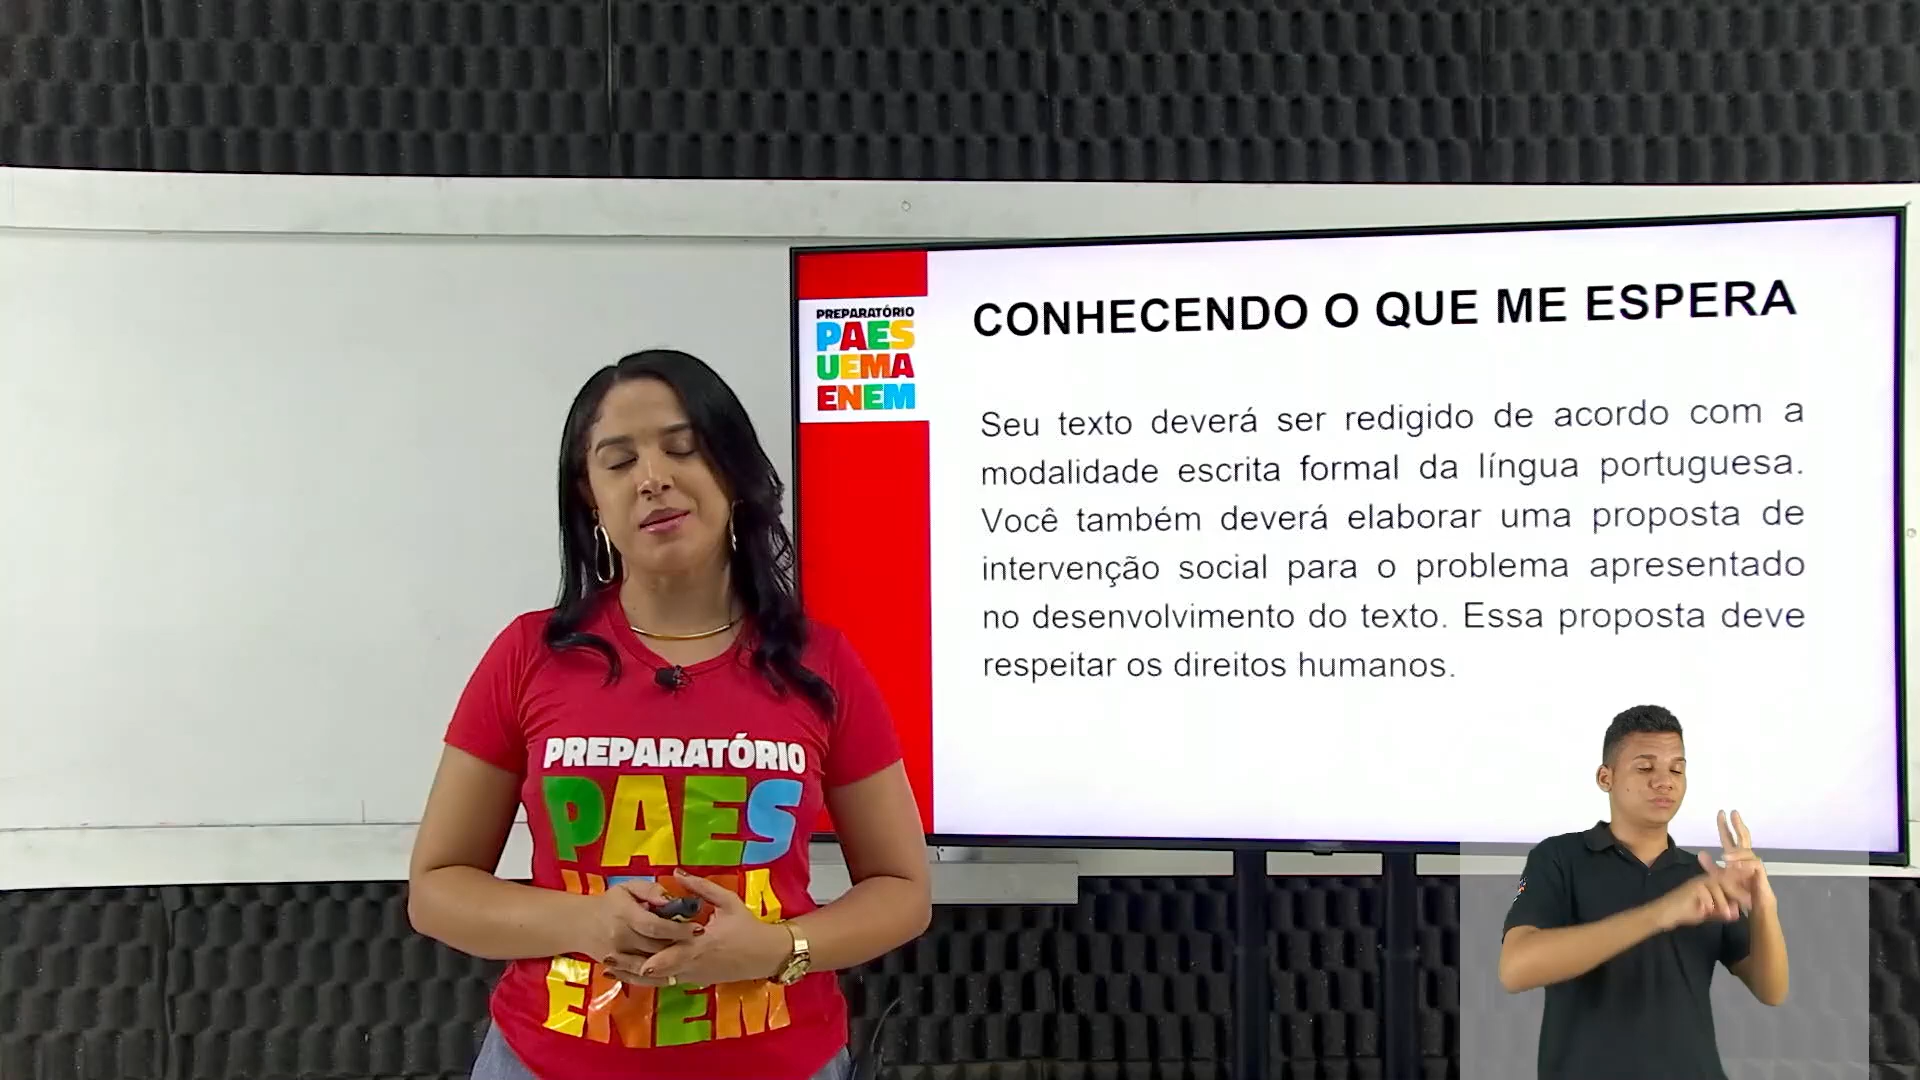 CONHECENDO O QUE ME ESPERA
PREPARATÓRIO
PAES
UEMA
ENEM
Seu texto deverá ser redigido de acordo com a
modalidade escrita formal da língua portuguesa.
Você também deverá elaborar uma proposta de
intervenção social para o problema apresentado
no desenvolvimento do texto. Essa proposta deve
respeitar os direitos humanos.
PREPARATÓRIO
PAES
UEMA
ENEM